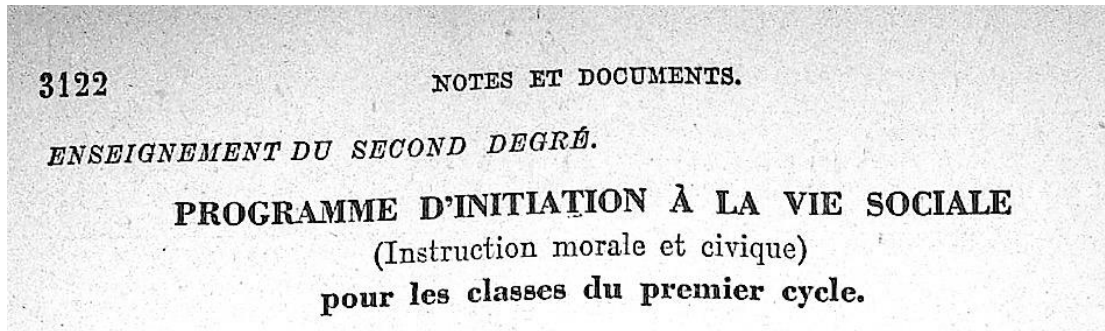 3122 NOTES ET DOCUMENTS.
ENSEIGNEMENT DU SECOND DEGRÉ.
PROGRAMME D'INITIATION À LA VIE SOCIALE
(Instruction morale et civique)
pour les classes du premier cycle.